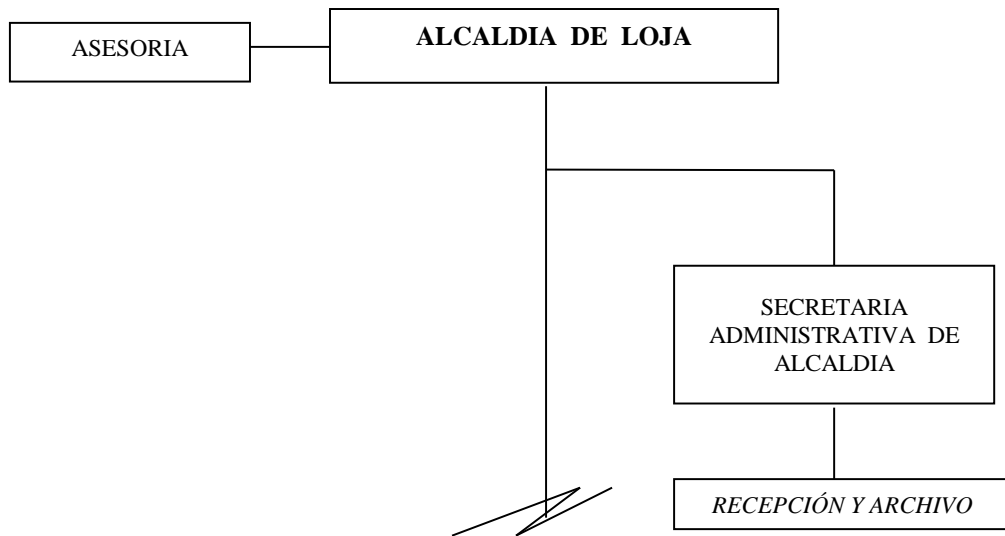 ASESORIA
ALCALDIA DE LOJA
SECRETARIA
ADMINISTRATIVA DE
ALCALDIA
RECEPCIÓN Y ARCHIVO